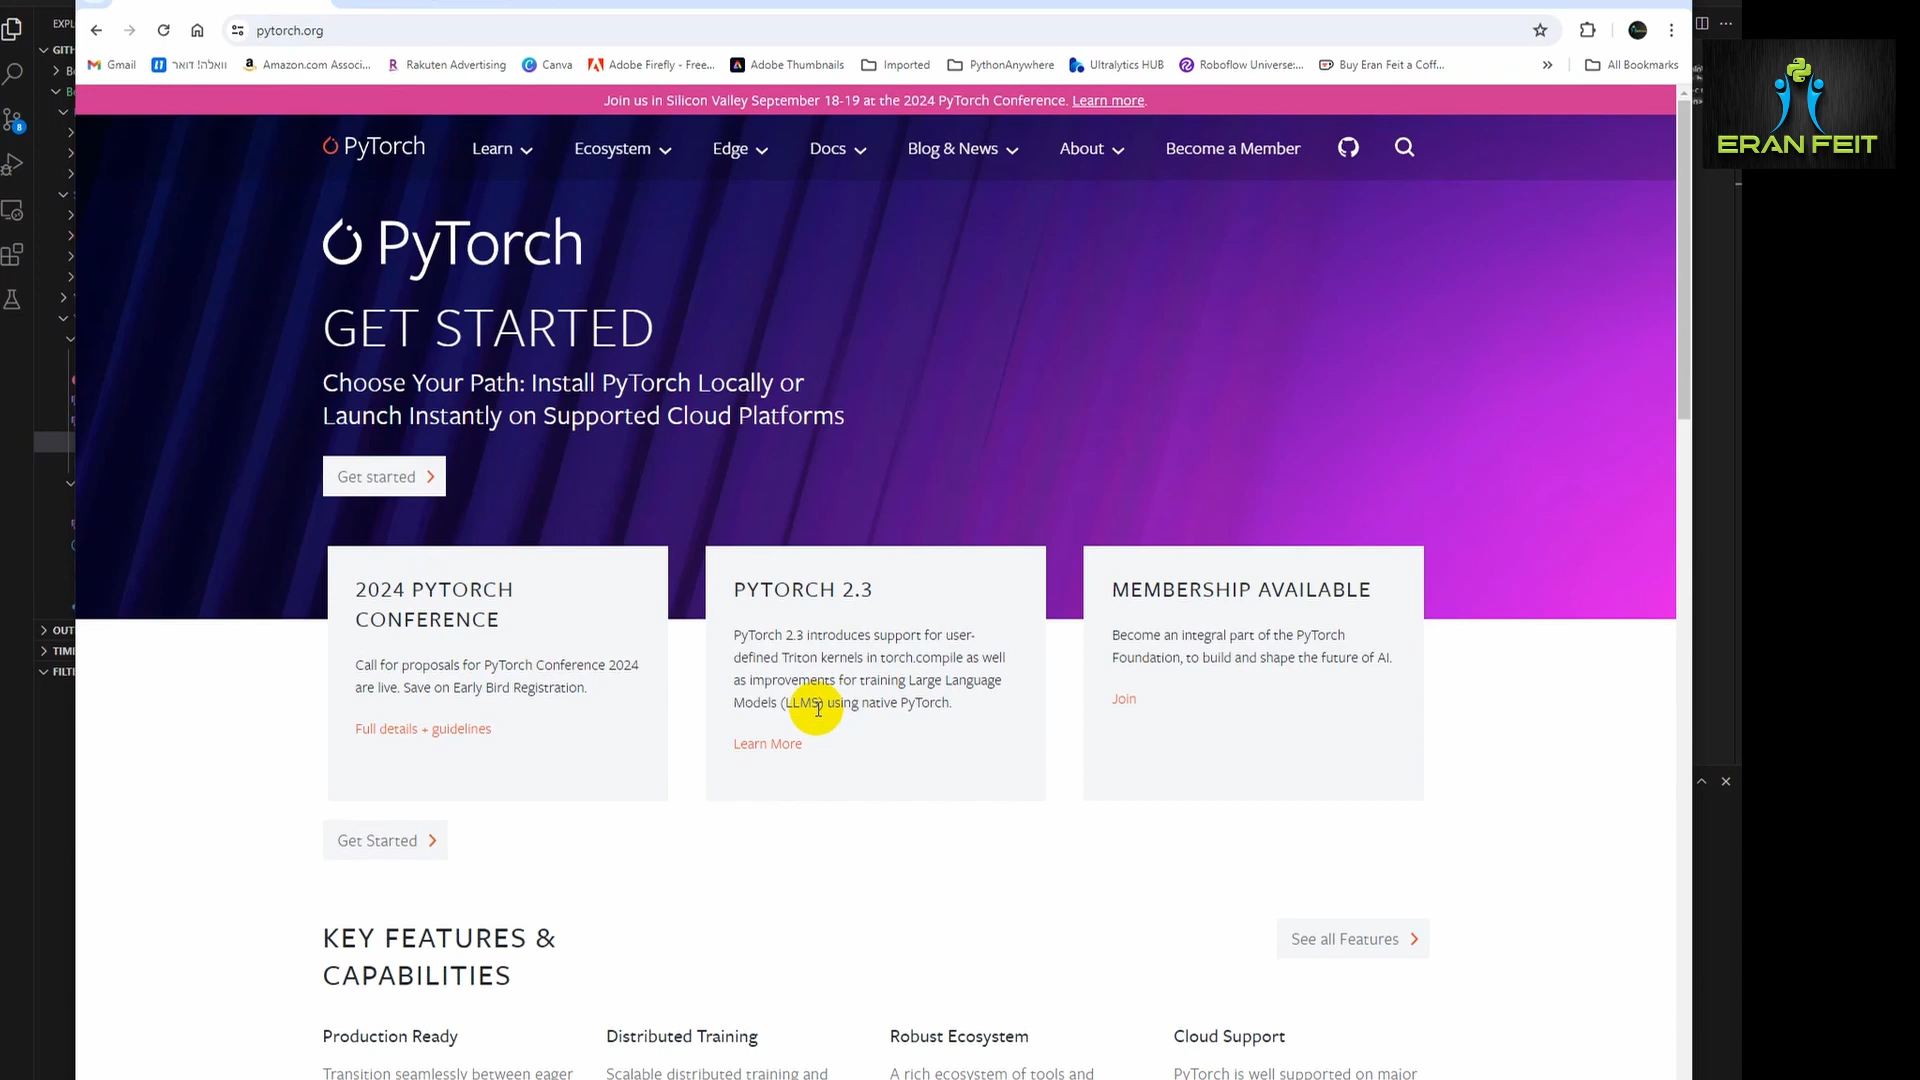 EXPL
GITH
OUT
TIME
FILT
8
pytorch.org
Gmail
וואלה! דואר
Amazon.com Associ...
Rakuten Advertising
Canva
Adobe Firefly - Free...
Adobe Thumbnails
Imported
PythonAnywhere
Ultralytics HUB
Roboflow Universe:...
Buy Eran Feit a Coff...
»
All Bookmarks
ERAN FEIT
Join us in Silicon Valley September 18-19 at the 2024 PyTorch Conference. Learn more.
PyTorch
Learn
Ecosystem
Edge
Docs
Blog & News
About
Become a Member
PyTorch
GET STARTED
Choose Your Path: Install PyTorch Locally or
Launch Instantly on Supported Cloud Platforms
Get started
2024 PYTORCH
CONFERENCE
Call for proposals for PyTorch Conference 2024
are live. Save on Early Bird Registration.
Full details + guidelines
PYTORCH 2.3
PyTorch 2.3 introduces support for user-
defined Triton kernels in torch.compile as well
as improvements for training Large Language
Models (LLMS) using native PyTorch.
Learn More
MEMBERSHIP AVAILABLE
Become an integral part of the PyTorch
Foundation, to build and shape the future of AI.
Join
Get Started
KEY FEATURES &
CAPABILITIES
See all Features
Production Ready
Transition seamlessly between eager
Distributed Training
Scalable distributed training and
Robust Ecosystem
A rich ecosystem of tools and
Cloud Support
PyTorch is well supported on major